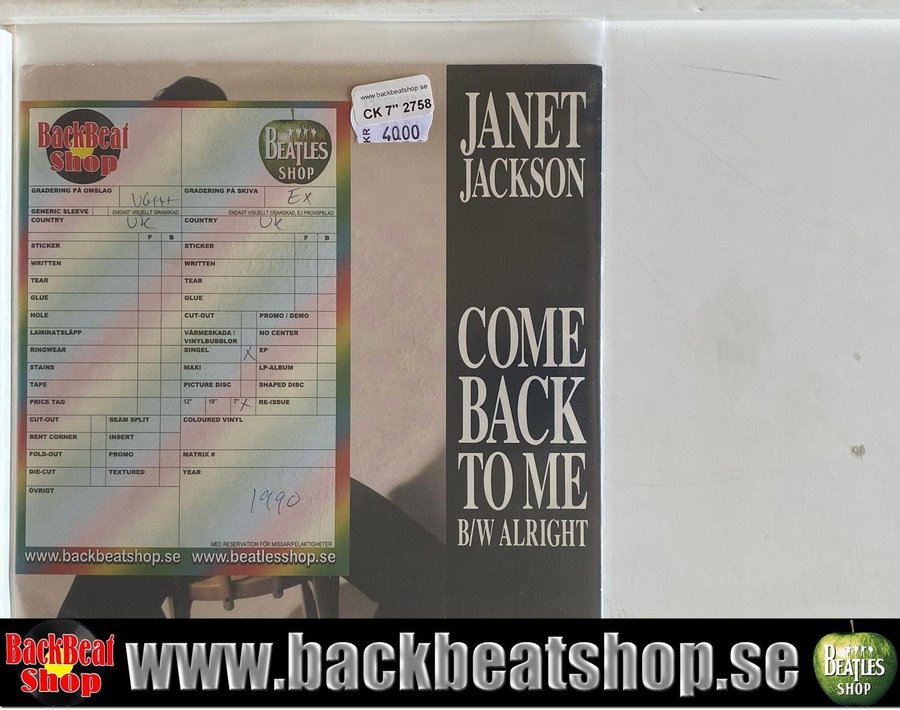 www.backbeatshop.se
CK 7" 2758
KR 40.00
JANET
JACKSON
COME
BACK
TO ME
B/W ALRIGHT
BackBeat
Shop
BEATLES
SHOP
GRADERING PÅ OMSLAG VG++ GRADERING PÅ SKIVA EX
GENERIC SLEEVE ENDAST VISUELLT GRANSKAD ENDAST VISUELLT GRANSKAD, EJ PROVSPELAD
COUNTRY UK COUNTRY UK
F B F B
STICKER STICKER
WRITTEN WRITTEN
TEAR TEAR
GLUE GLUE
HOLE CUT-OUT PROMO / DEMO
LAMINATSLÄPP VÄRMESKADA / VINYLBUBBLOR NO CENTER
RINGWEAR SINGEL X EP
STAINS MAXI LP-ALBUM
TAPE PICTURE DISC SHAPED DISC
PRICE TAG 12" 10" 7" X RE-ISSUE
CUT-OUT SEAM SPLIT COLOURED VINYL
BENT CORNER INSERT
FOLD-OUT PROMO MATRIX #
DIE-CUT TEXTURED YEAR
ÖVRIGT
1990
MED RESERVATION FÖR MISSAR/FELAKTIGHETER
www.backbeatshop.se www.beatlesshop.se
BackBeat
Shop
www.backbeatshop.se
BEATLES
SHOP